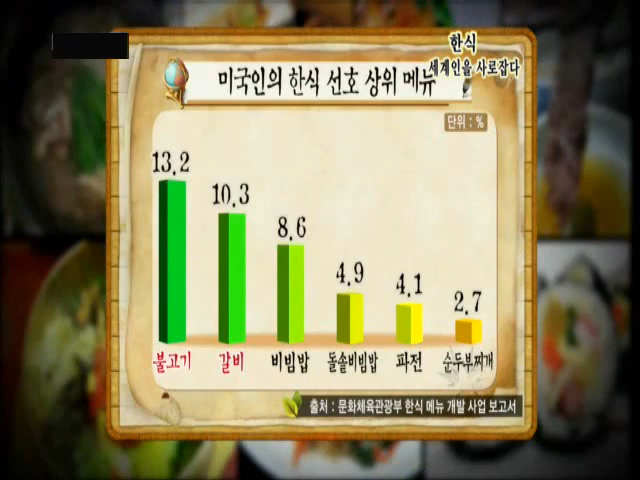 한식
세계인을 사로잡다
미국인의 한식 선호 상위 메뉴
단위 : %
13.2
10.3
8.6
4.9
4.1
2.7
불고기
갈비
비빔밥
돌솥비빔밥
파전
순두부찌개
출처 : 문화체육관광부 한식 메뉴 개발 사업 보고서